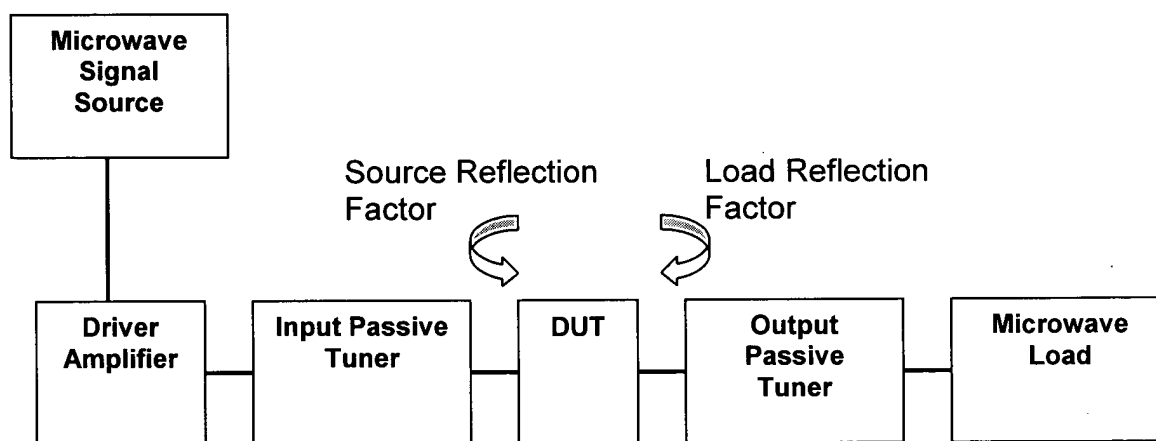 Microwave
Signal
Source
Source Reflection
Factor
Load Reflection
Factor
Driver
Amplifier
Input Passive
Tuner
DUT
Output
Passive
Tuner
Microwave
Load